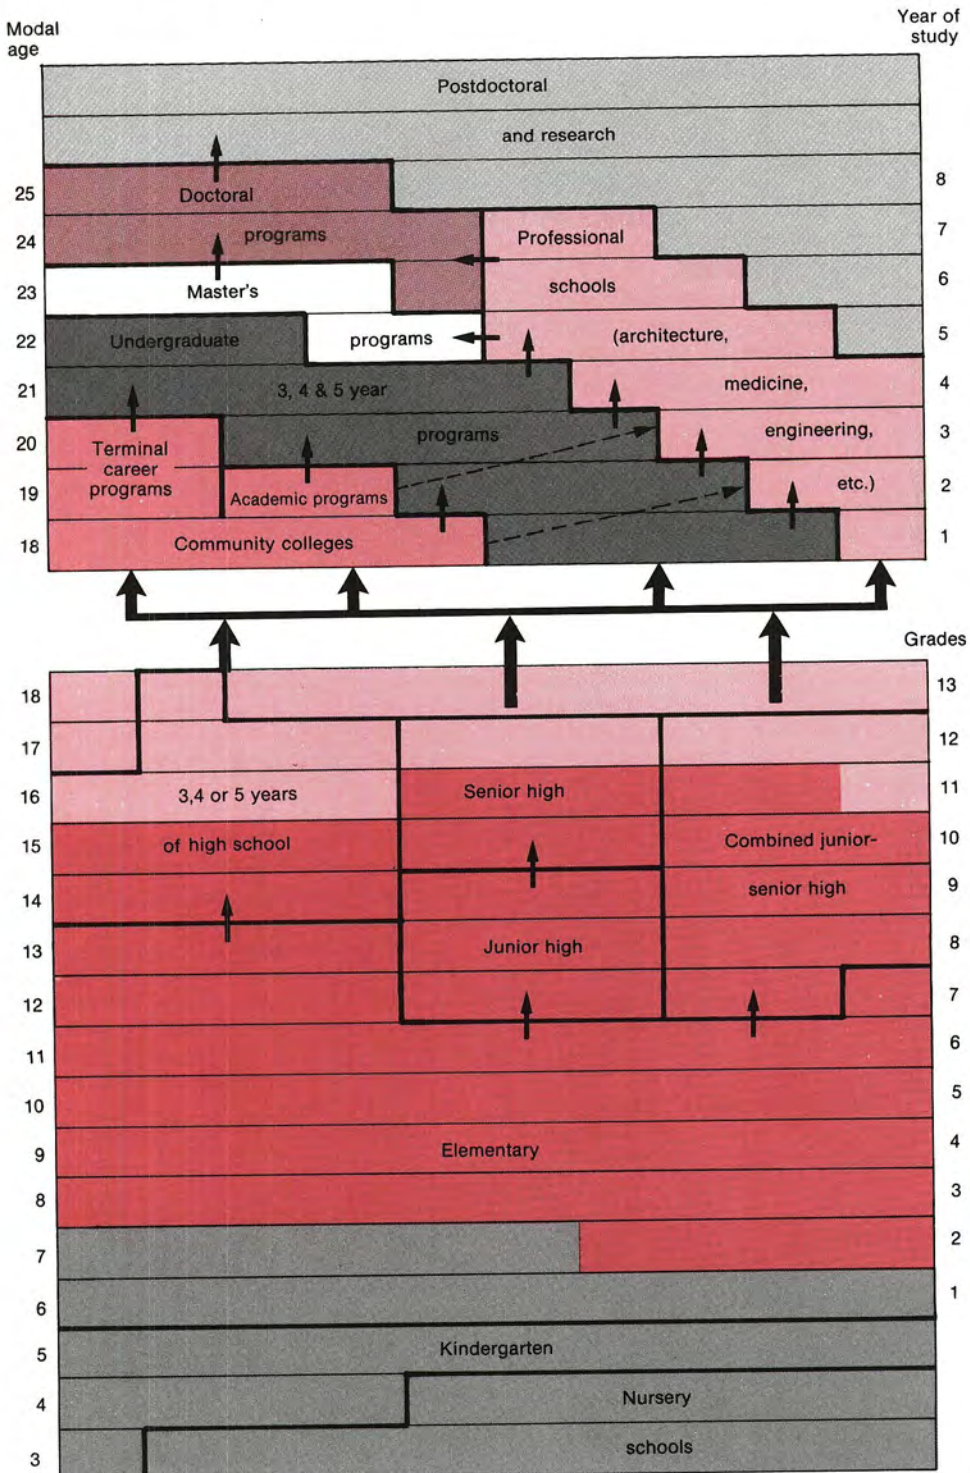 Modal
age
Year of
study
Postdoctoral
and research
25
Doctoral
8
24
programs
Professional
7
23
Master's
schools
6
22
Undergraduate
programs
(architecture,
5
21
3, 4 & 5 year
medicine,
4
20
Terminal
career
programs
programs
engineering,
3
19
Academic programs
etc.)
2
18
Community colleges
1
Grades
18
13
17
12
16
3,4 or 5 years
Senior high
11
15
of high school
Combined junior-
10
14
senior high
9
13
Junior high
8
12
7
11
6
10
5
9
Elementary
4
8
3
7
2
6
1
5
Kindergarten
4
Nursery
3
schools